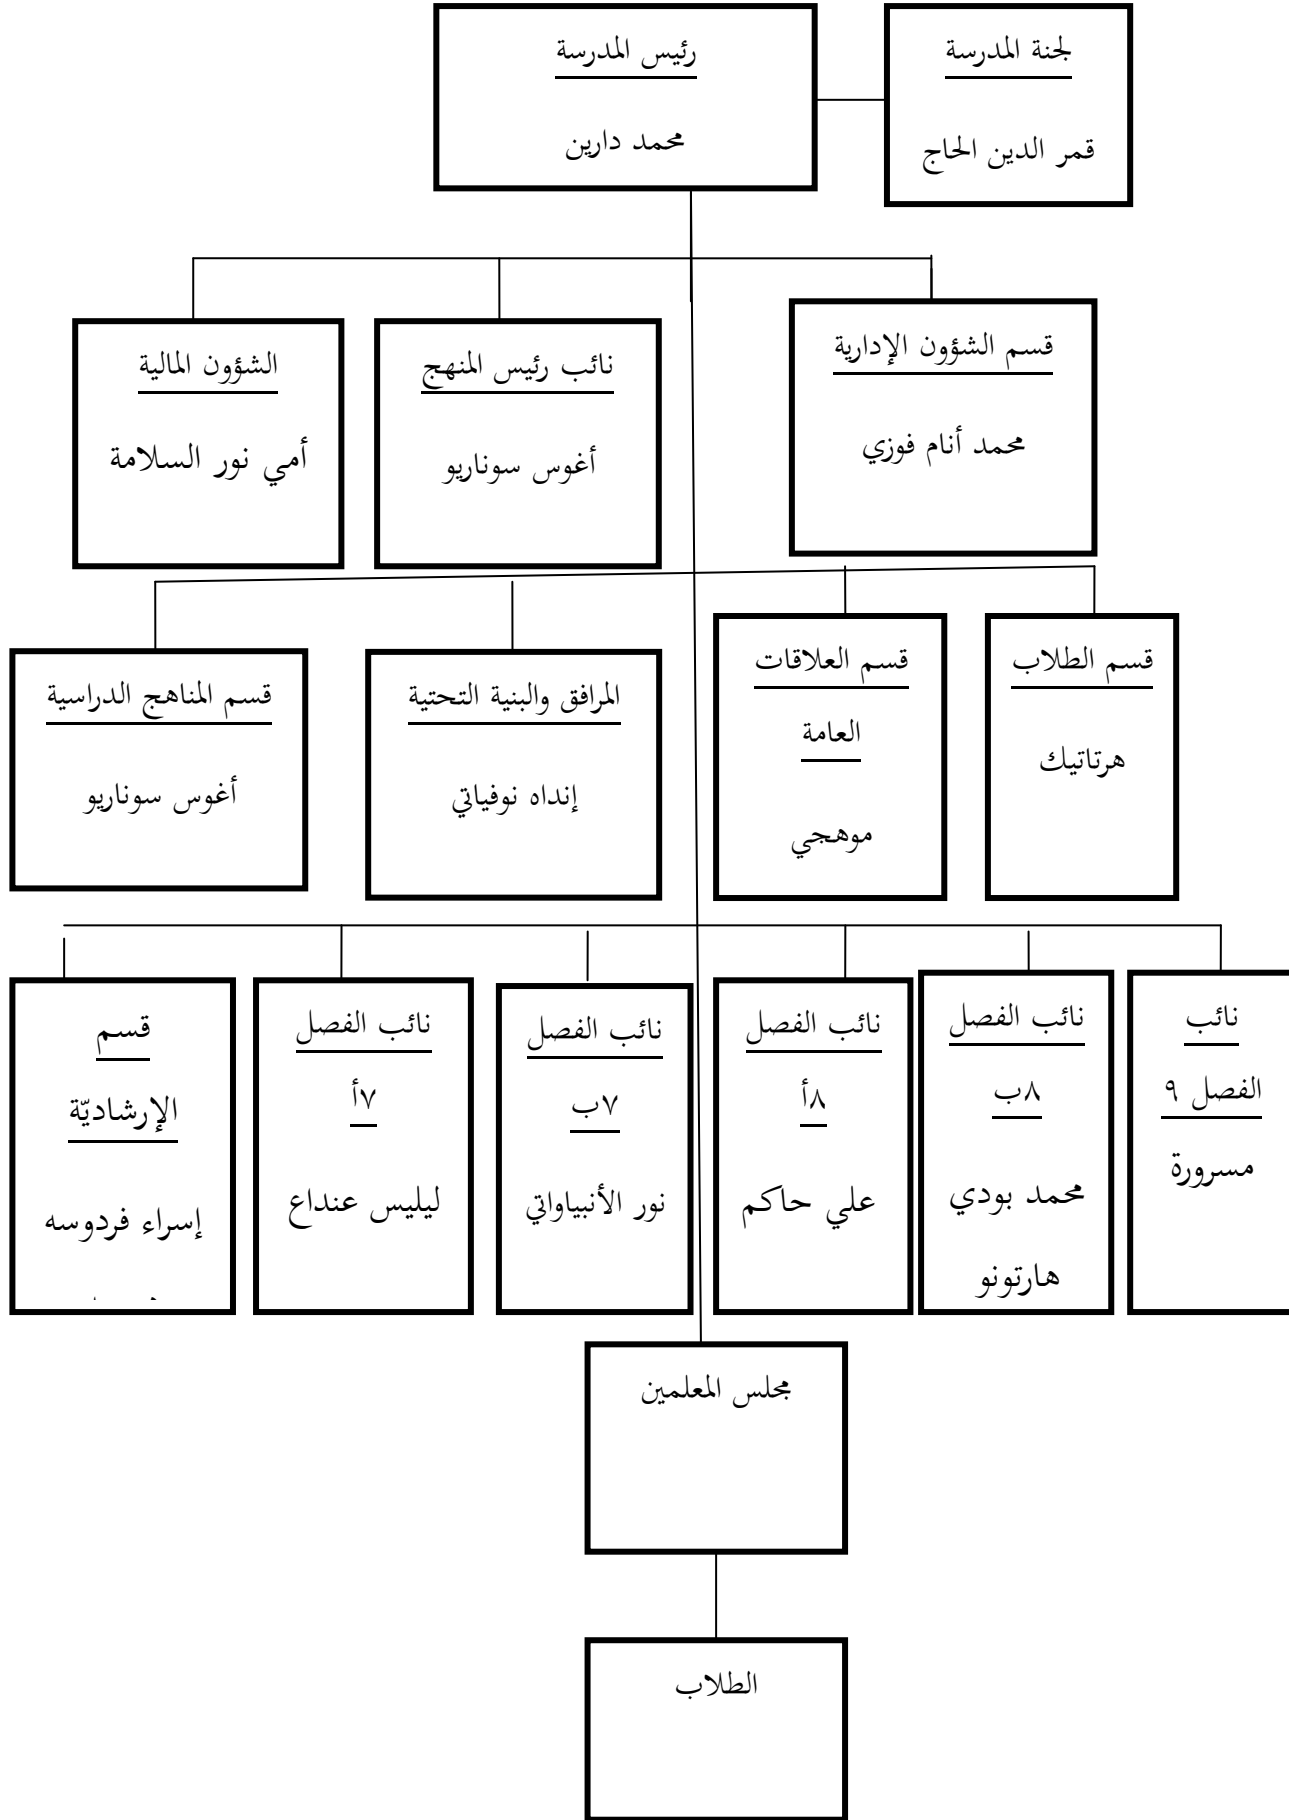 لجنة المدرسة
قمر الدين الحاج
رئيس المدرسة
محمد دارين
قسم الشؤون الإدارية
محمد أنام فوزي
نائب رئيس المنهج
أغوس سوناريو
الشؤون المالية
أمي نور السلامة
قسم الطلاب
هرتاتيك
قسم العلاقات
العامة
موهجي
المرافق والبنية التحتية
إنداه نوفياتي
قسم المناهج الدراسية
أغوس سوناريو
نائب
الفصل ٩
مسرورة
نائب الفصل
٨ب
محمد بودي
هارتونو
نائب الفصل
٨أ
علي حاكم
نائب الفصل
٧ب
نور الأنبياواتي
نائب الفصل
٧أ
ليليس عنداع
قسم
الإرشاديّة
إسراء فردوسه
مجلس المعلمين
الطلاب